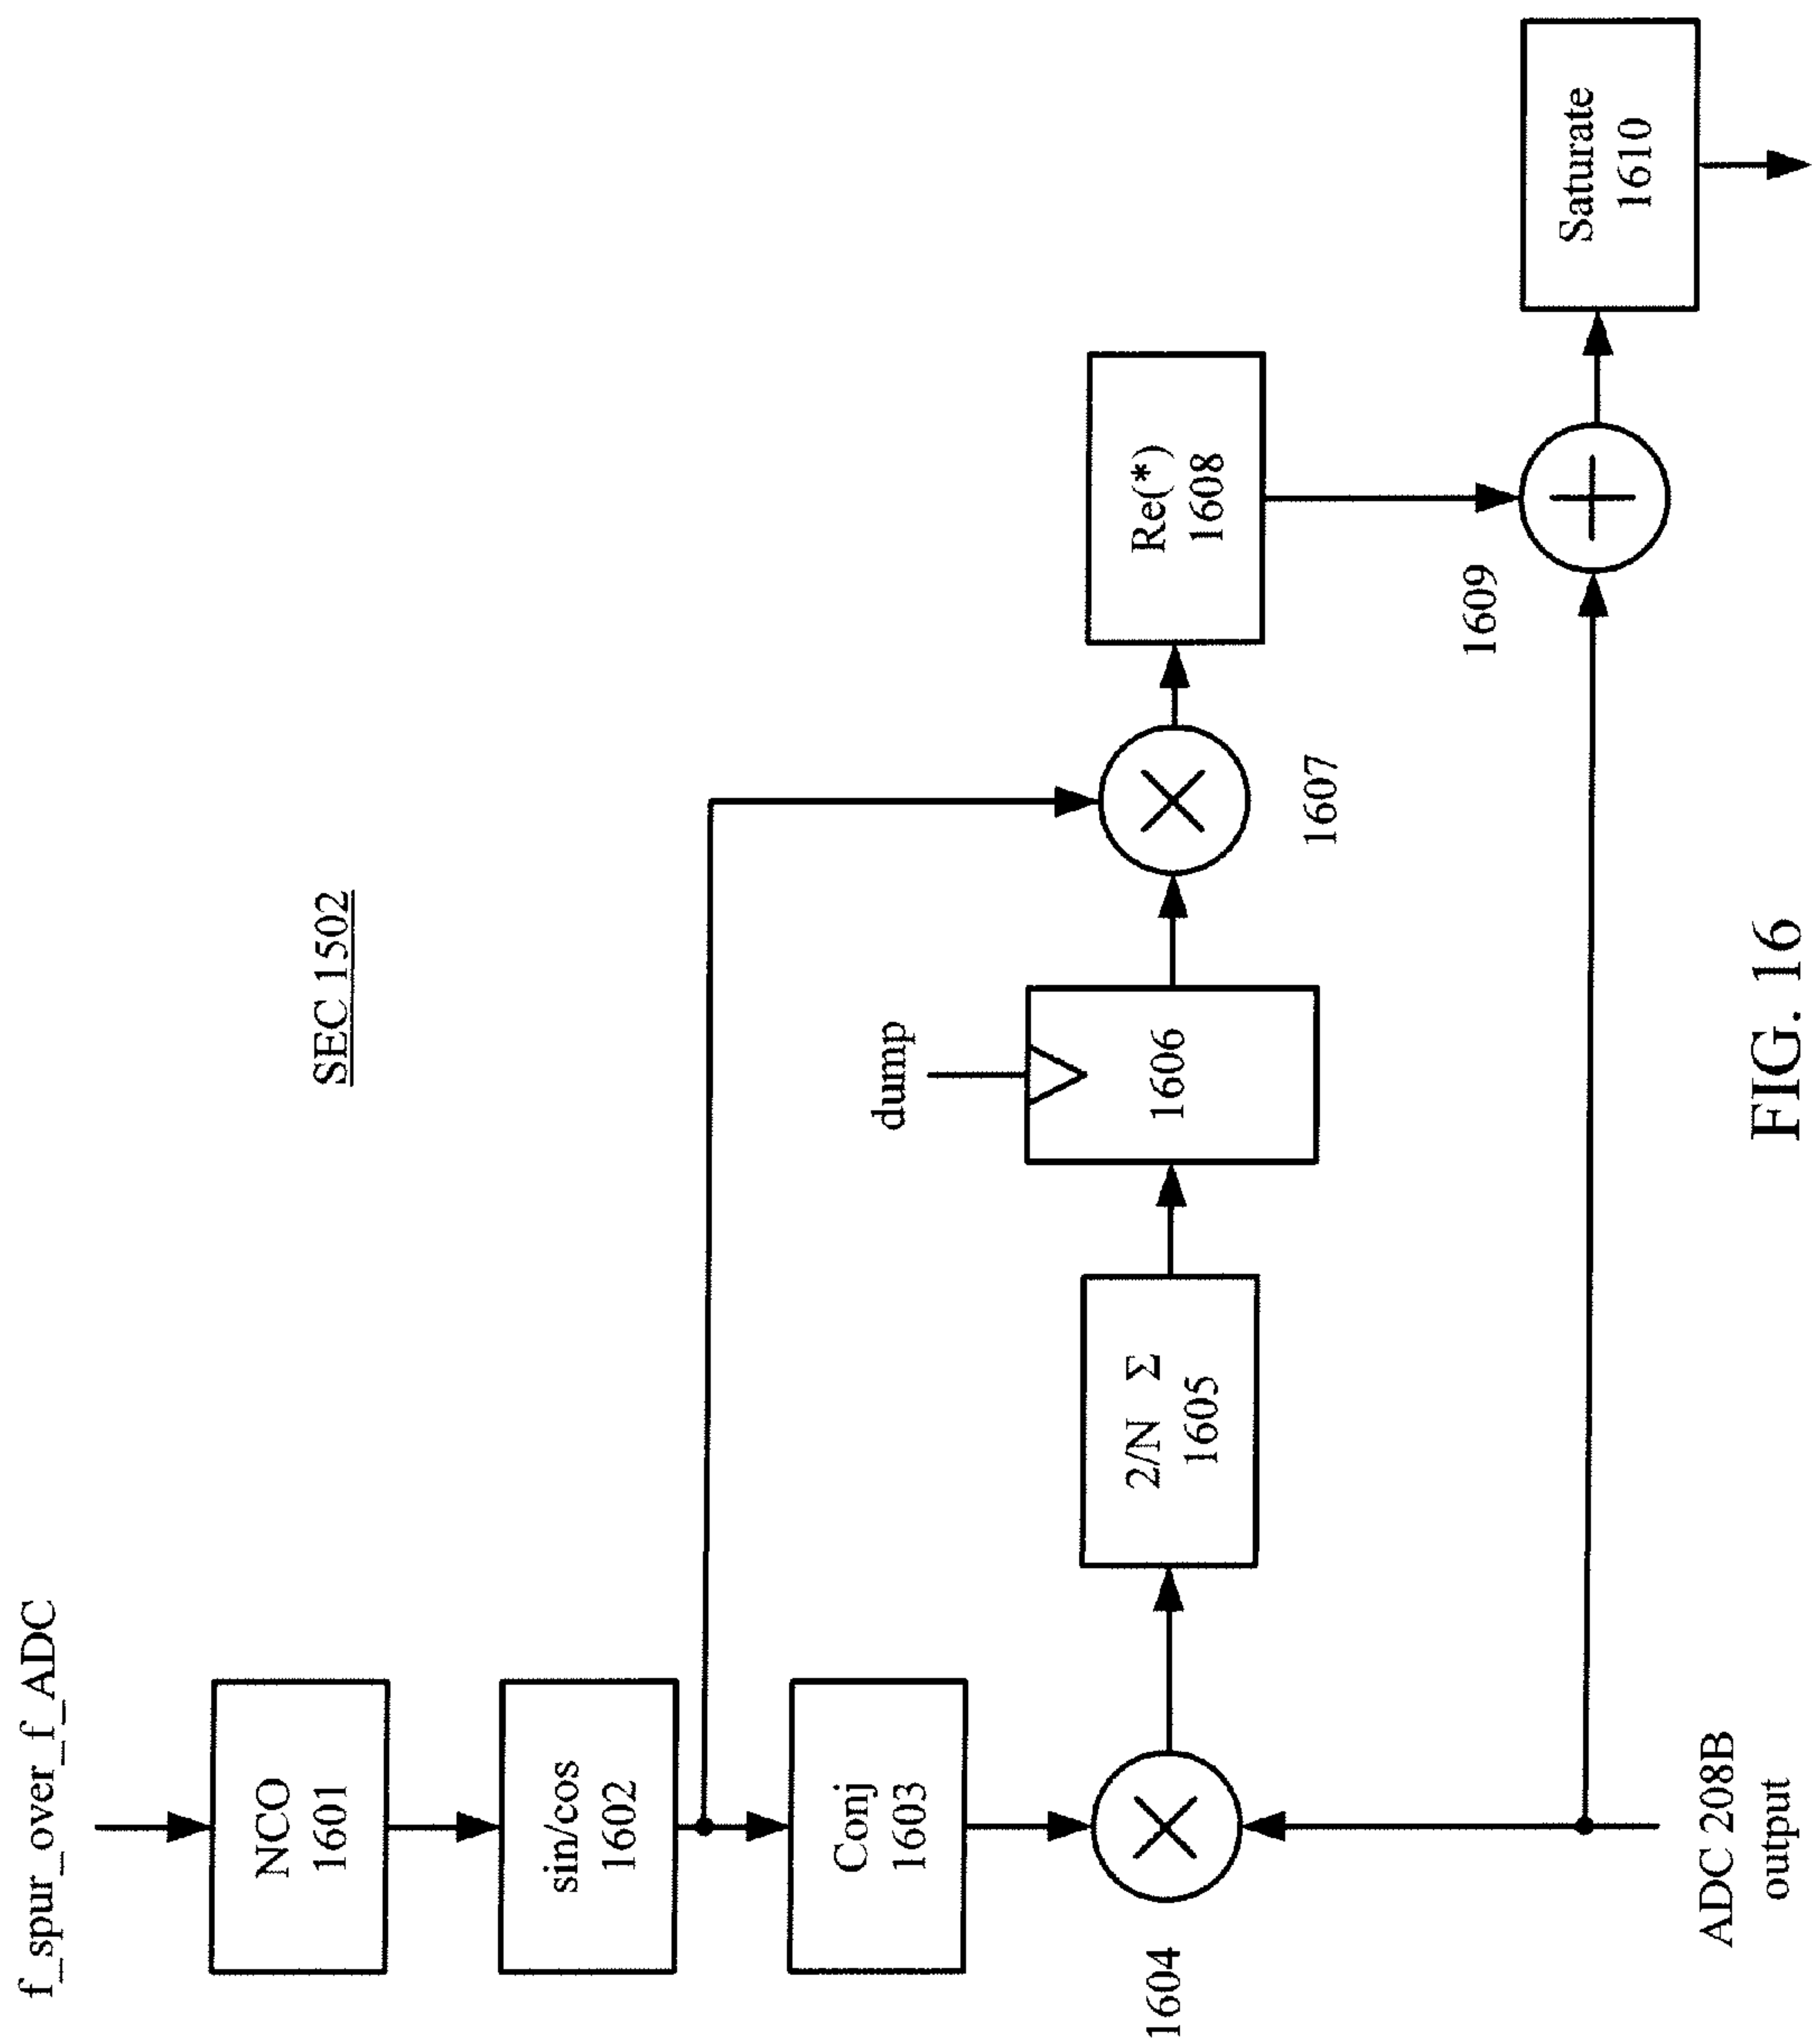 SEC 1502
f_spur_over_f_ADC
NCO
1601
sin/cos
1602
Conj
1603
1604
2/N Σ
1605
dump
1606
1607
Re(*)
1608
1609
Saturate
1610
ADC 208B
output
FIG. 16